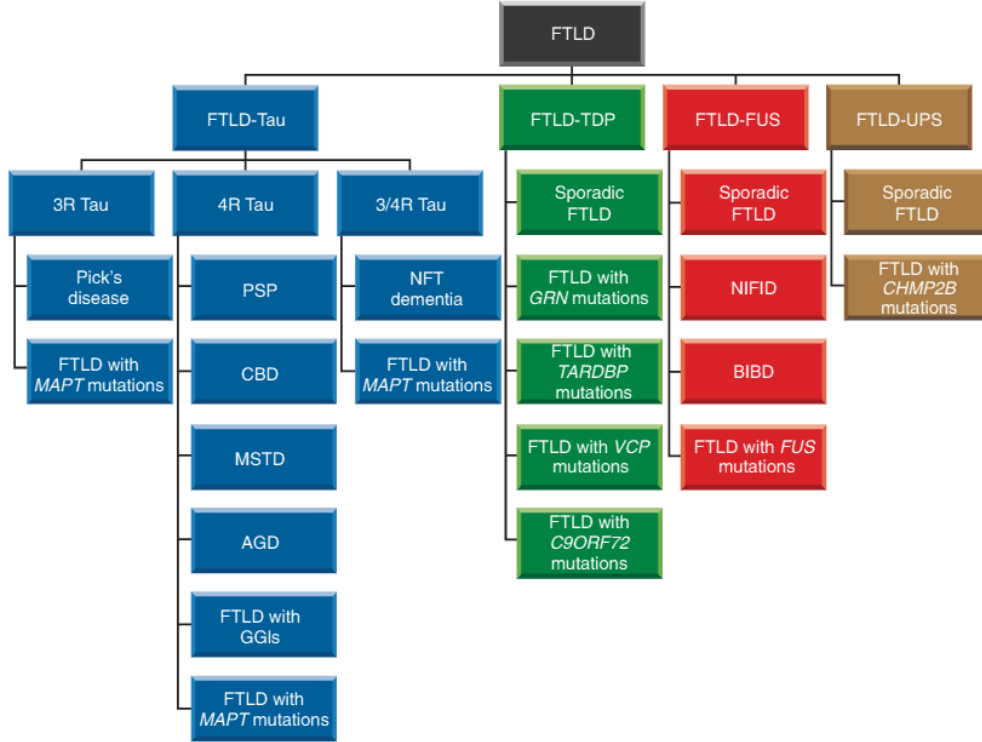 FTLD
FTLD-Tau
FTLD-TDP
FTLD-FUS
FTLD-UPS
3R Tau
4R Tau
3/4R Tau
Pick's
disease
FTLD with
MAPT mutations
PSP
CBD
MSTD
AGD
FTLD with
GGIs
FTLD with
MAPT mutations
NFT
dementia
FTLD with
MAPT mutations
Sporadic
FTLD
FTLD with
GRN mutations
FTLD with
TARDBP
mutations
FTLD with VCP
mutations
FTLD with
C9ORF72
mutations
Sporadic
FTLD
NIFID
BIBD
FTLD with FUS
mutations
Sporadic
FTLD
FTLD with
CHMP2B
mutations